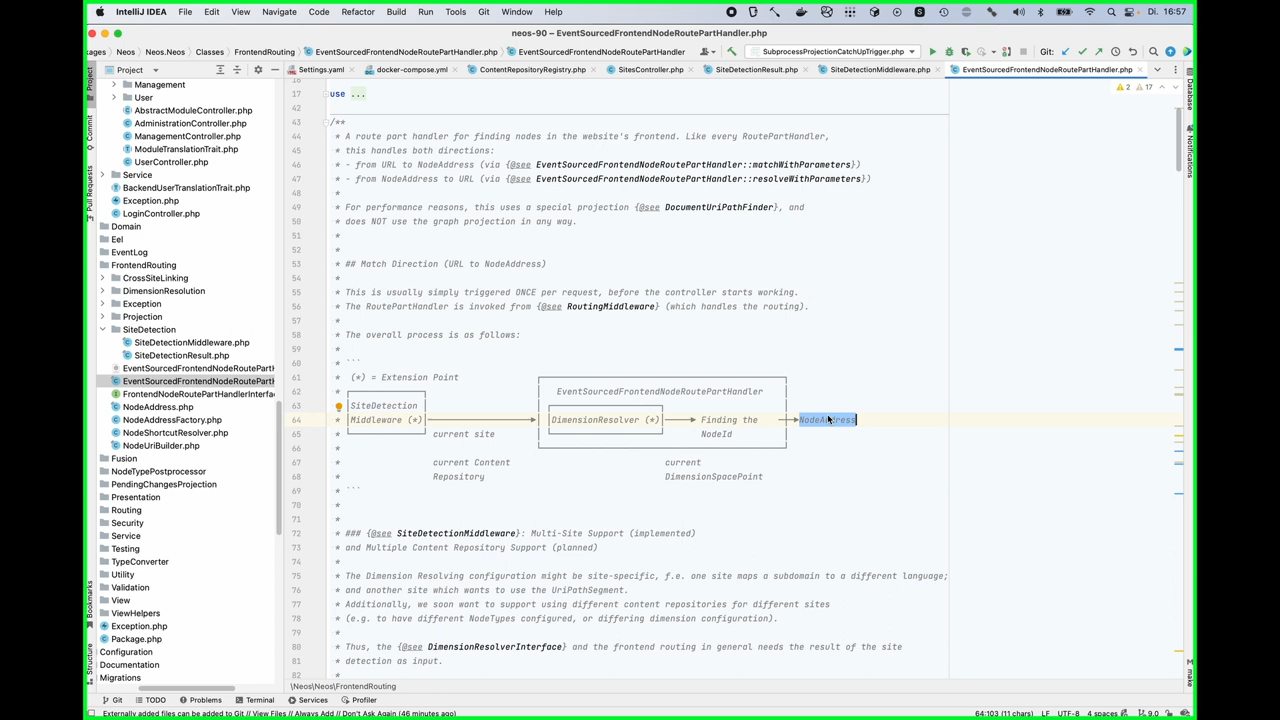 IntelliJ IDEA File Edit View Navigate Code Refactor Build Run Tools Git Window Help Di. 16:57
neos-90 – EventSourcedFrontendNodeRoutePartHandler.php
kages Neos Neos.Neos Classes FrontendRouting EventSourcedFrontendNodeRoutePartHandler.php EventSourcedFrontendNodeRoutePartHandler SubprocessProjectionCatchUpTrigger.php Git:
Project Settings.yaml docker-compose.yml ContentRepositoryRegistry.php SitesController.php SiteDetectionResult.php SiteDetectionMiddleware.php EventSourcedFrontendNodeRoutePartHandler.php
Project
Commit
Pull Requests
Bookmarks
Structure
Management
User
AbstractModuleController.php
AdministrationController.php
ManagementController.php
ModuleTranslationTrait.php
UserController.php
Service
BackendUserTranslationTrait.php
Exception.php
LoginController.php
Domain
Eel
EventLog
FrontendRouting
CrossSiteLinking
DimensionResolution
Exception
Projection
SiteDetection
SiteDetectionMiddleware.php
SiteDetectionResult.php
EventSourcedFrontendNodeRoutePartH
EventSourcedFrontendNodeRoutePartH
FrontendNodeRoutePartHandlerInterfac
NodeAddress.php
NodeAddressFactory.php
NodeShortcutResolver.php
NodeUriBuilder.php
Fusion
NodeTypePostprocessor
PendingChangesProjection
Presentation
Routing
Security
Service
Testing
TypeConverter
Utility
Validation
View
ViewHelpers
Exception.php
Package.php
Configuration
Documentation
Migrations
2 17
17 use ...
42
43 /**
44 * A route part handler for finding nodes in the website's frontend. Like every RoutePartHandler,
45 * this handles both directions:
46 * - from URL to NodeAddress (via {@see EventSourcedFrontendNodeRoutePartHandler::matchWithParameters})
47 * - from NodeAddress to URL (via {@see EventSourcedFrontendNodeRoutePartHandler::resolveWithParameters})
48 *
49 * For performance reasons, this uses a special projection {@see DocumentUriPathFinder}, and
50 * does NOT use the graph projection in any way.
51 *
52 *
53 * ## Match Direction (URL to NodeAddress)
54 *
55 * This is usually simply triggered ONCE per request, before the controller starts working.
56 * The RoutePartHandler is invoked from {@see RoutingMiddleware} (which handles the routing).
57 *
58 * The overall process is as follows:
59 *
60 * ```
61 * (*) = Extension Point
62 * EventSourcedFrontendNodeRoutePartHandler
63 * SiteDetection
64 * Middleware (*) DimensionResolver (*) Finding the NodeAddress
65 * current site NodeId
66 *
67 * current Content current
68 * Repository DimensionSpacePoint
69 * ```
70 *
71 *
72 * ### {@see SiteDetectionMiddleware}: Multi-Site Support (implemented)
73 * and Multiple Content Repository Support (planned)
74 *
75 * The Dimension Resolving configuration might be site-specific, f.e. one site maps a subdomain to a different language;
76 * and another site which wants to use the UriPathSegment.
77 * Additionally, we soon want to support using different content repositories for different sites
78 * (e.g. to have different NodeTypes configured, or differing dimension configuration).
79 *
80 * Thus, the {@see DimensionResolverInterface} and the frontend routing in general needs the result of the site
81 * detection as input.
82 *
Database
Notifications
make
\Neos\Neos\FrontendRouting
Git TODO Problems Terminal Services Profiler
Externally added files can be added to Git // View Files // Always Add // Don't Ask Again (46 minutes ago) 64:103 (11 chars) LF UTF-8 4 spaces 9.0